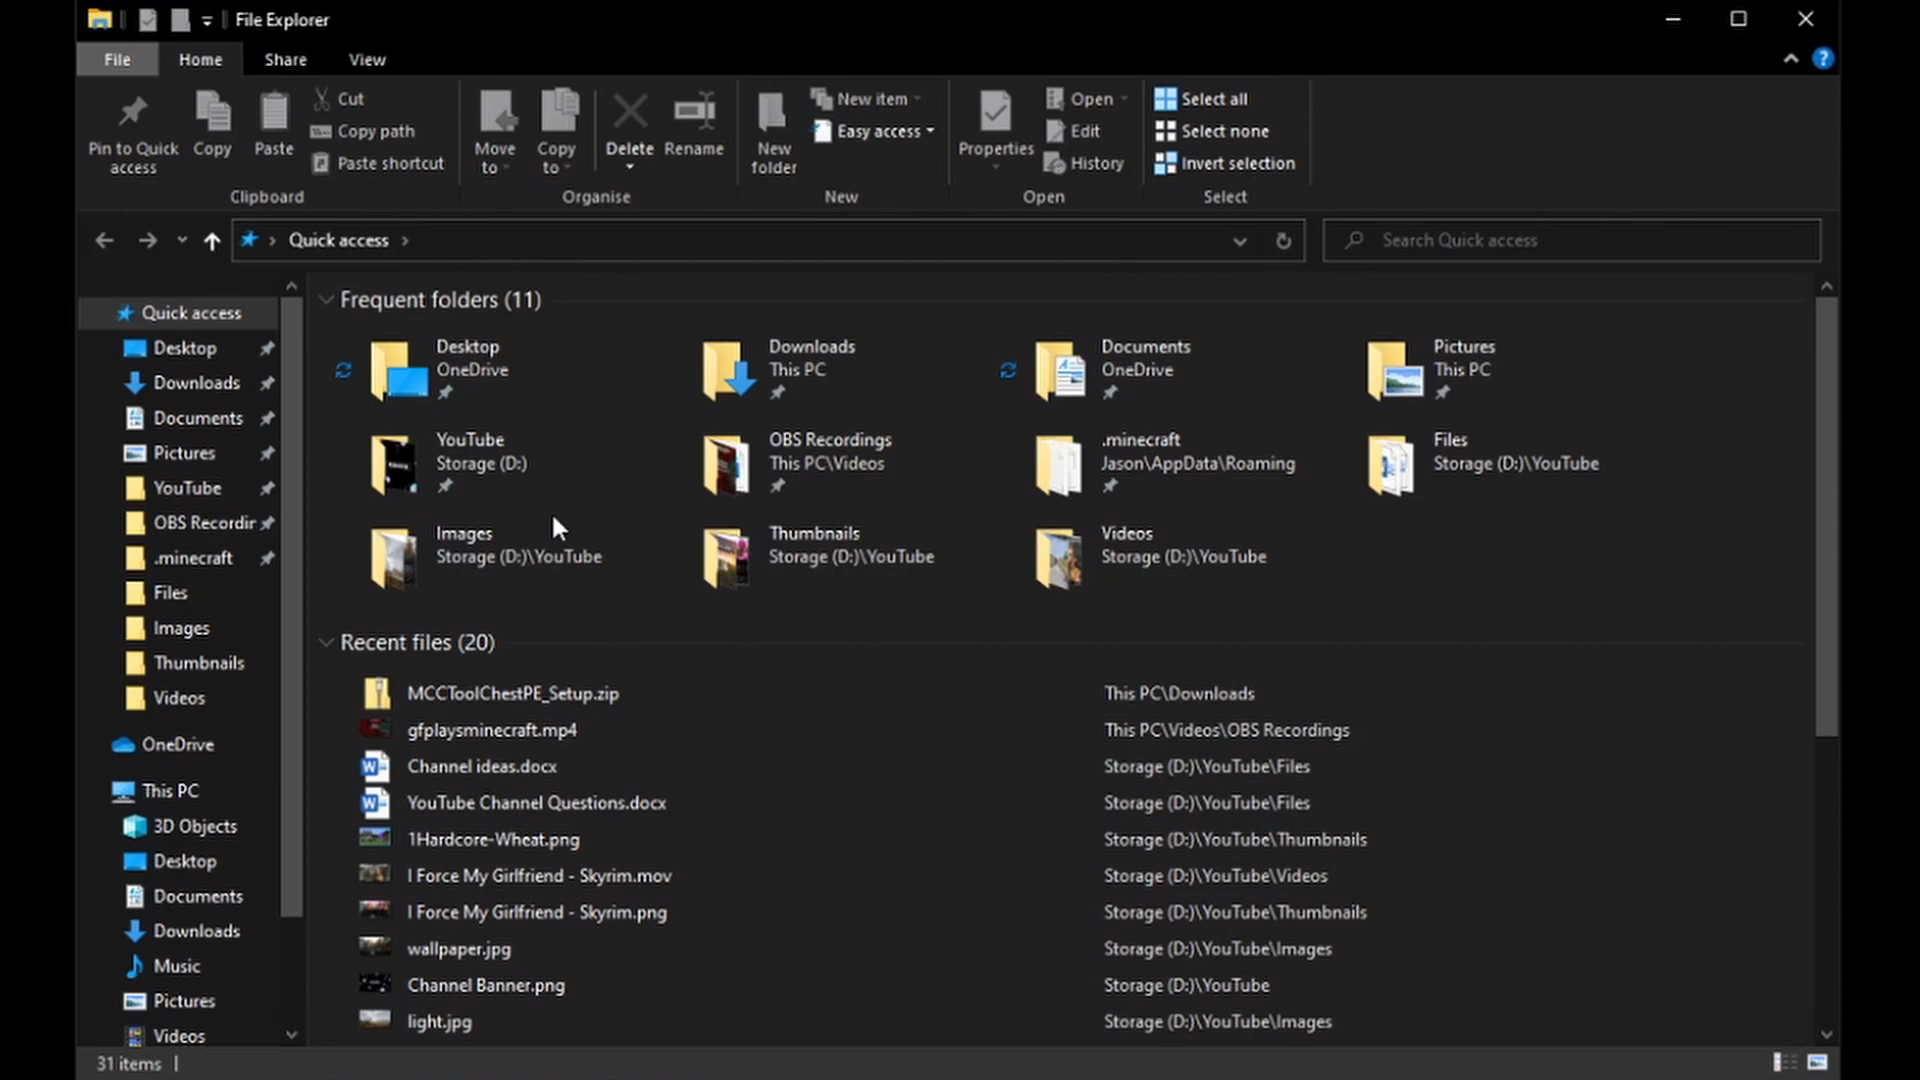 File Explorer
File Home Share View
Pin to Quick access
Copy
Paste
Cut
Copy path
Paste shortcut
Clipboard
Move to
Copy to
Delete
Rename
Organise
New folder
New item
Easy access
New
Properties
Open
Edit
History
Open
Select all
Select none
Invert selection
Select
Quick access
Search Quick access
Quick access
Desktop
Downloads
Documents
Pictures
YouTube
OBS Recordin
.minecraft
Files
Images
Thumbnails
Videos
OneDrive
This PC
3D Objects
Desktop
Documents
Downloads
Music
Pictures
Videos
Frequent folders (11)
Desktop
OneDrive
Downloads
This PC
Documents
OneDrive
Pictures
This PC
YouTube
Storage (D:)
OBS Recordings
This PC\Videos
.minecraft
Jason\AppData\Roaming
Files
Storage (D:)\YouTube
Images
Storage (D:)\YouTube
Thumbnails
Storage (D:)\YouTube
Videos
Storage (D:)\YouTube
Recent files (20)
MCCToolChestPE_Setup.zip This PC\Downloads
gfplaysminecraft.mp4 This PC\Videos\OBS Recordings
Channel ideas.docx Storage (D:)\YouTube\Files
YouTube Channel Questions.docx Storage (D:)\YouTube\Files
1Hardcore-Wheat.png Storage (D:)\YouTube\Thumbnails
I Force My Girlfriend - Skyrim.mov Storage (D:)\YouTube\Videos
I Force My Girlfriend - Skyrim.png Storage (D:)\YouTube\Thumbnails
wallpaper.jpg Storage (D:)\YouTube\Images
Channel Banner.png Storage (D:)\YouTube
light.jpg Storage (D:)\YouTube\Images
31 items